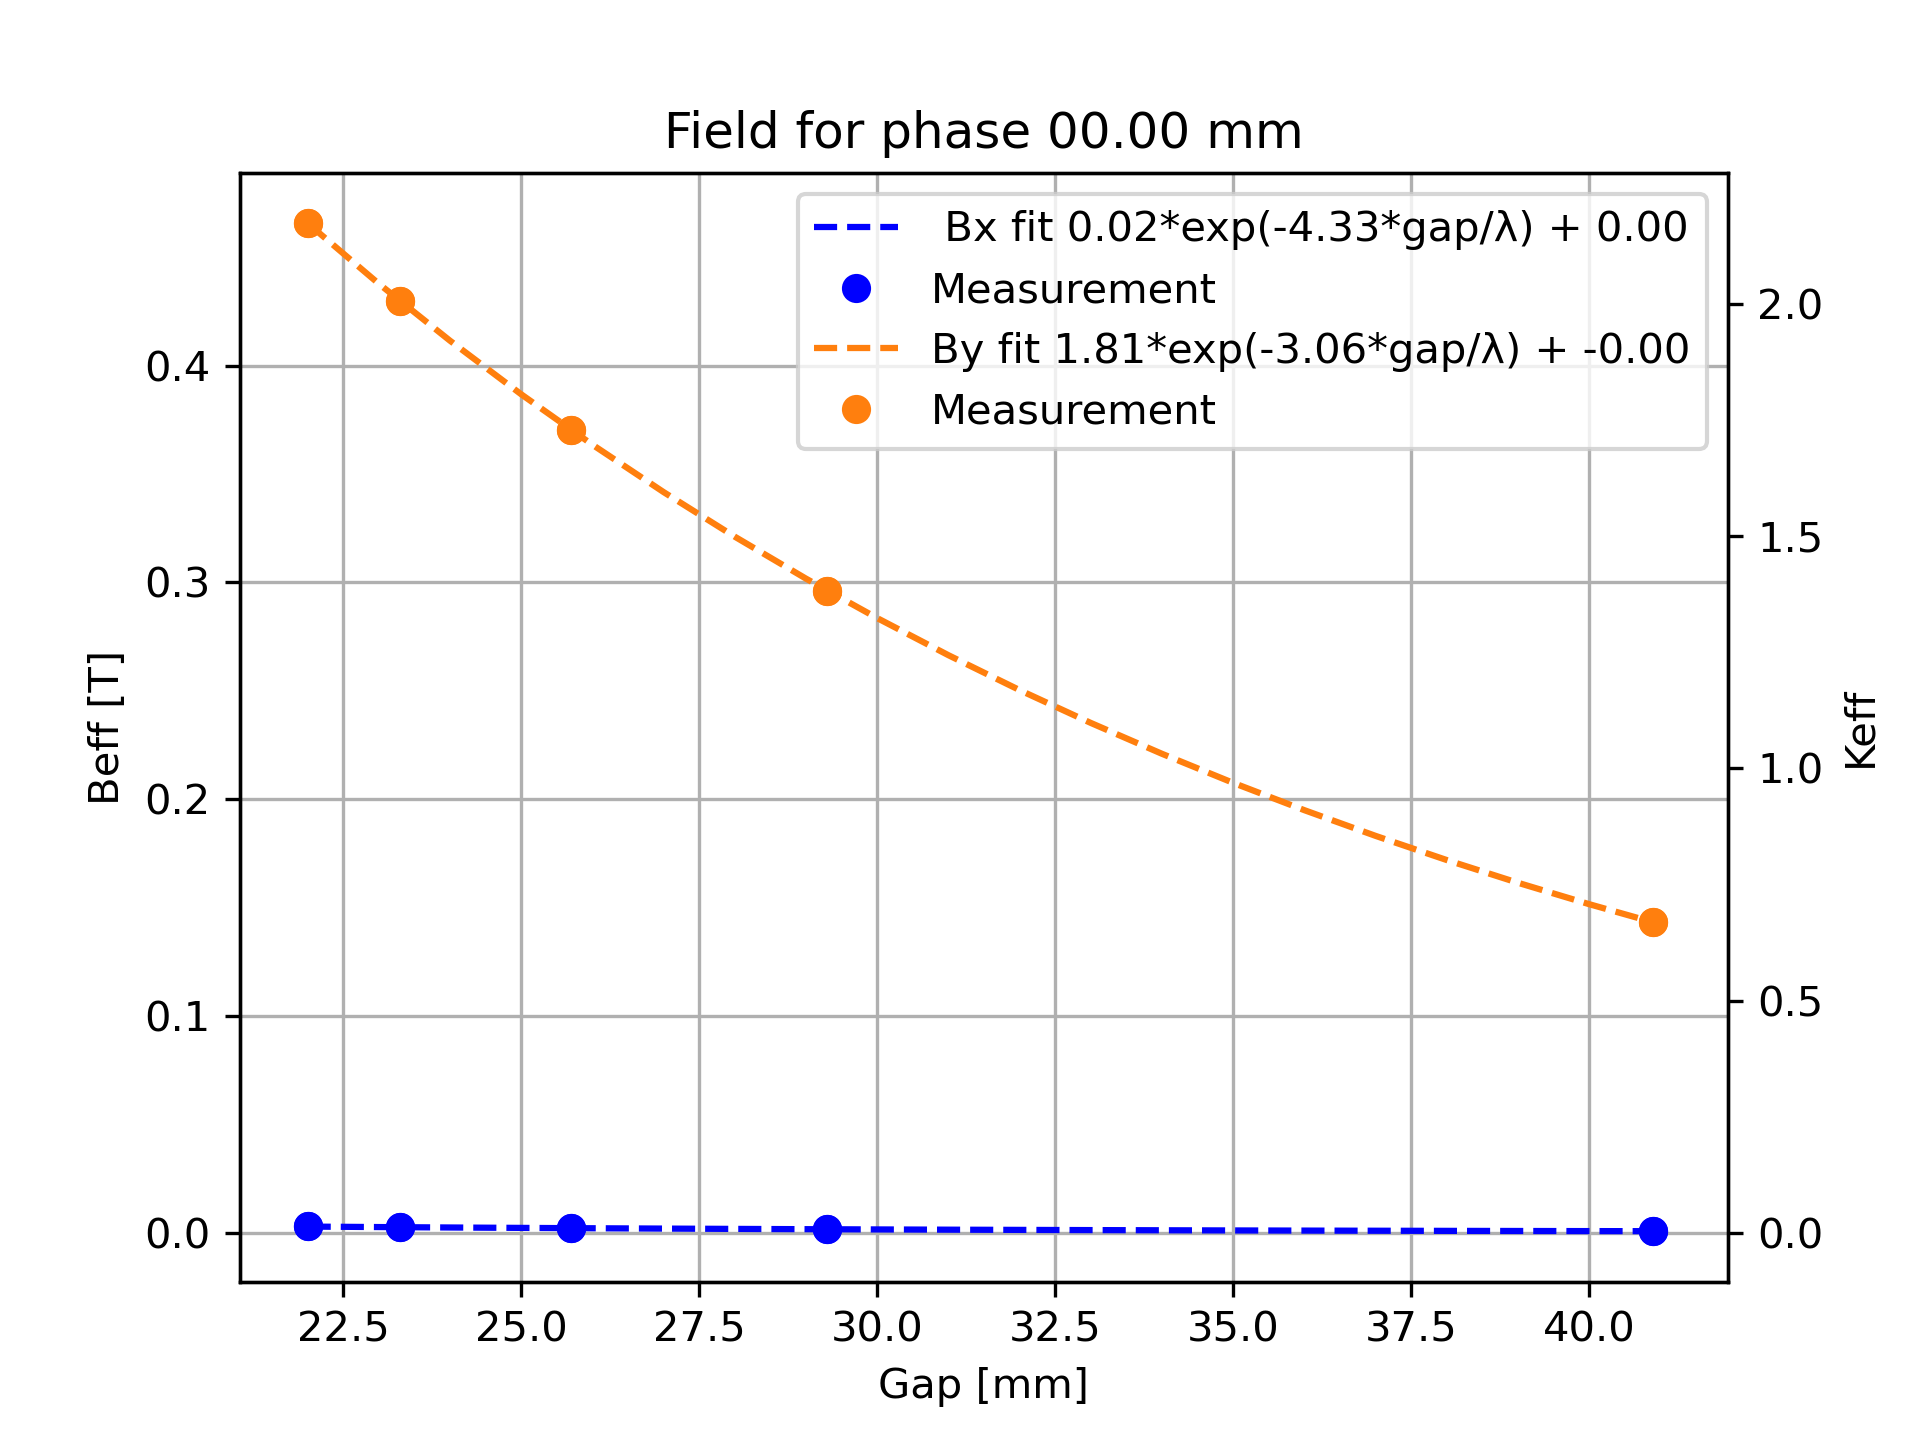 Field for phase 00.00 mm
Bx fit 0.02*exp(-4.33*gap/λ) + 0.00
Measurement
By fit 1.81*exp(-3.06*gap/λ) + -0.00
Measurement
Beff [T]
0.4
0.3
0.2
0.1
0.0
2.0
1.5
1.0
0.5
0.0
Keff
22.5 25.0 27.5 30.0 32.5 35.0 37.5 40.0
Gap [mm]